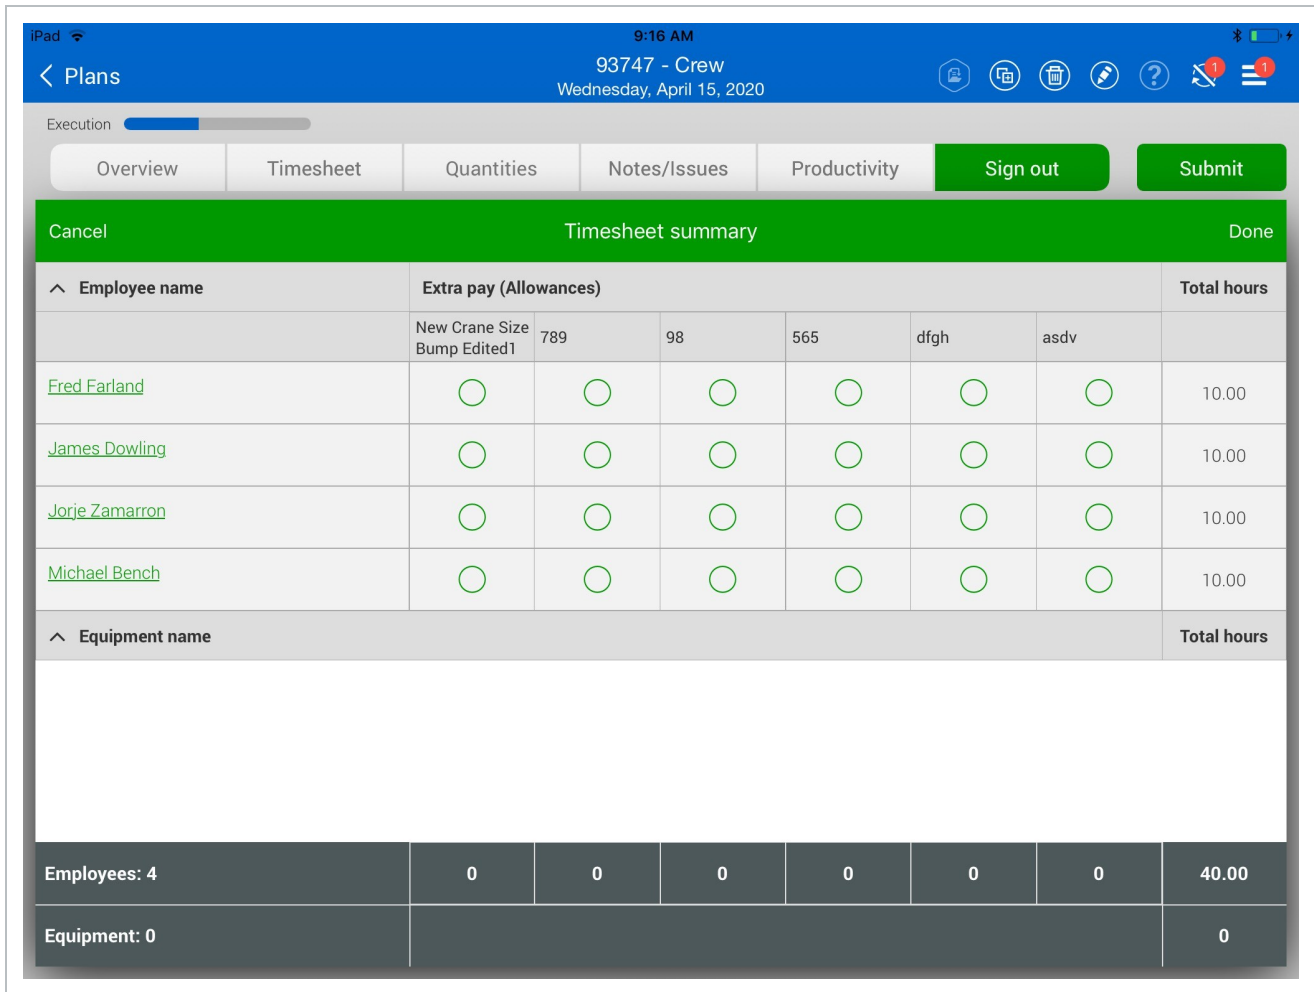 iPad 9:16 AM
Plans 93747 - Crew 1 1
Wednesday, April 15, 2020
Execution
Overview Timesheet Quantities Notes/Issues Productivity Sign out Submit
Cancel Timesheet summary Done
Employee name Extra pay (Allowances) Total hours
New Crane Size
Bump Edited1 789 98 565 dfgh asdv
Fred Farland 10.00
James Dowling 10.00
Jorje Zamarron 10.00
Michael Bench 10.00
Equipment name Total hours
Employees: 4 0 0 0 0 0 0 40.00
Equipment: 0 0